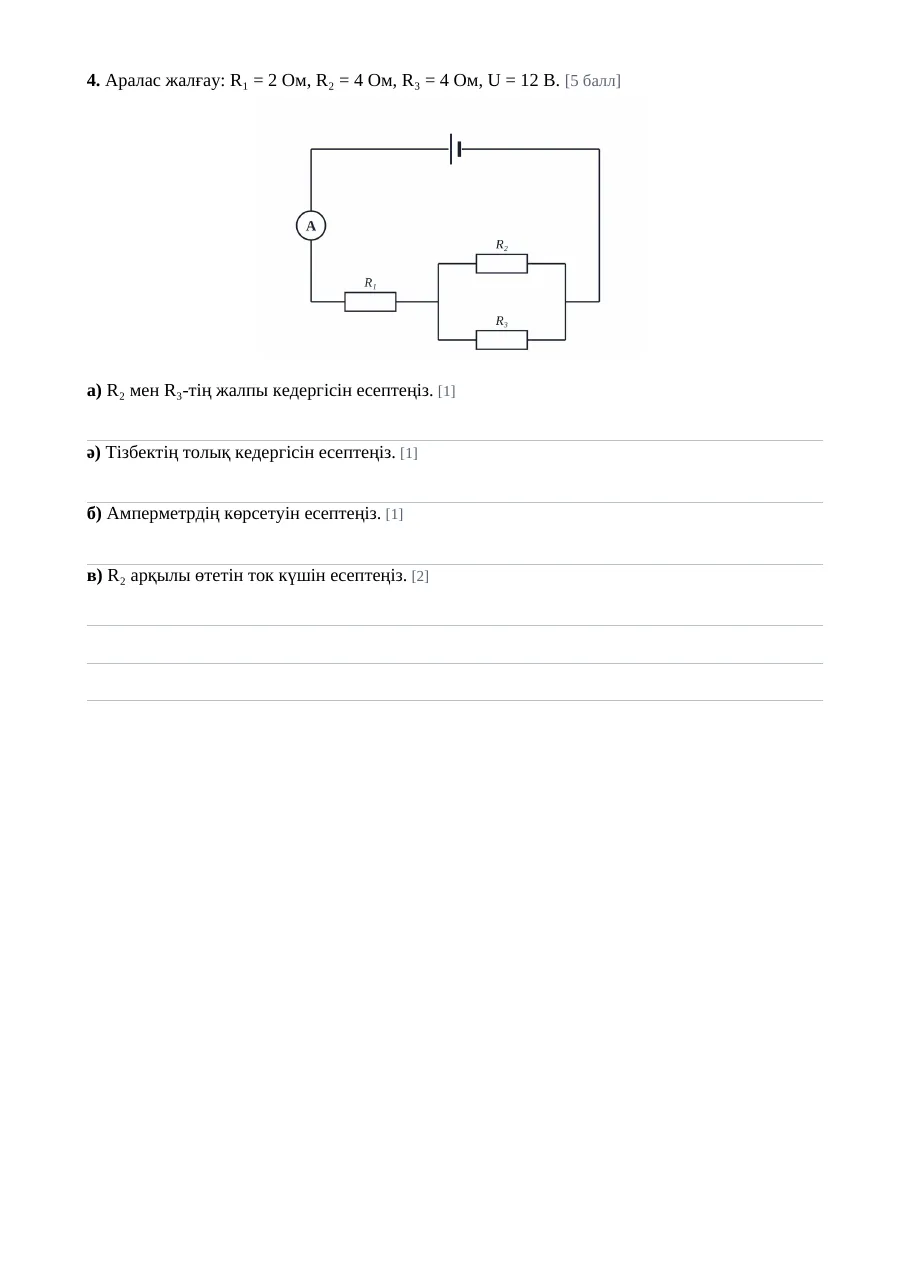 4. Аралас жалғау: R₁ = 2 Ом, R₂ = 4 Ом, R₃ = 4 Ом, U = 12 В. [5 балл]
A
R₂
R₁
R₃
а) R₂ мен R₃-тің жалпы кедергісін есептеңіз. [1]
ә) Тізбектің толық кедергісін есептеңіз. [1]
б) Амперметрдің көрсетуін есептеңіз. [1]
в) R₂ арқылы өтетін ток күшін есептеңіз. [2]